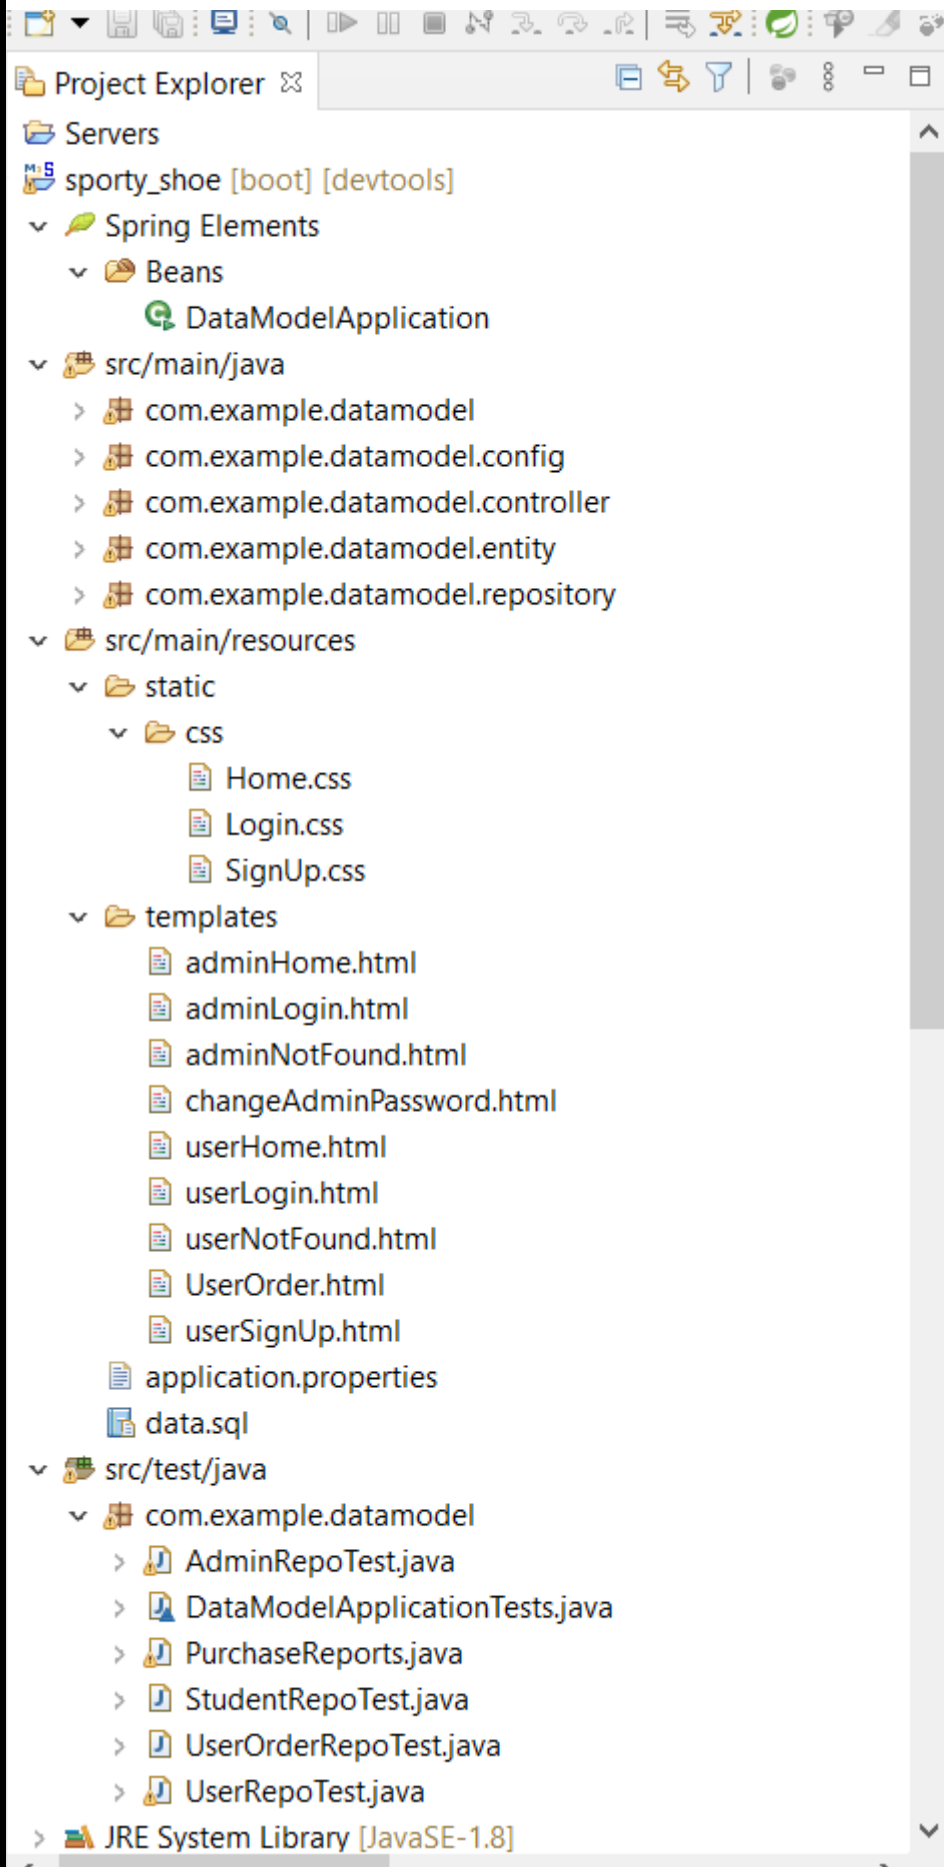 Project Explorer
Servers
sporty_shoe [boot] [devtools]
Spring Elements
Beans
DataModelApplication
src/main/java
com.example.datamodel
com.example.datamodel.config
com.example.datamodel.controller
com.example.datamodel.entity
com.example.datamodel.repository
src/main/resources
static
css
Home.css
Login.css
SignUp.css
templates
adminHome.html
adminLogin.html
adminNotFound.html
changeAdminPassword.html
userHome.html
userLogin.html
userNotFound.html
UserOrder.html
userSignUp.html
application.properties
data.sql
src/test/java
com.example.datamodel
AdminRepoTest.java
DataModelApplicationTests.java
PurchaseReports.java
StudentRepoTest.java
UserOrderRepoTest.java
UserRepoTest.java
JRE System Library [JavaSE-1.8]